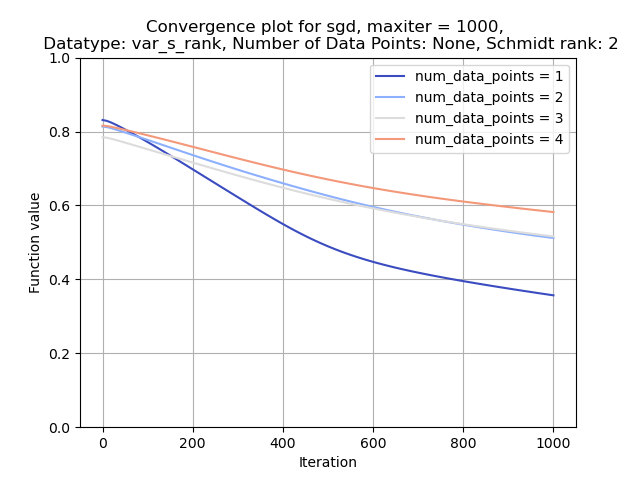 Convergence plot for sgd, maxiter = 1000,
Datatype: var_s_rank, Number of Data Points: None, Schmidt rank: 2
1.0
0.8
0.6
0.4
0.2
0.0
Function value
num_data_points = 1
num_data_points = 2
num_data_points = 3
num_data_points = 4
0
200
400
600
800
1000
Iteration